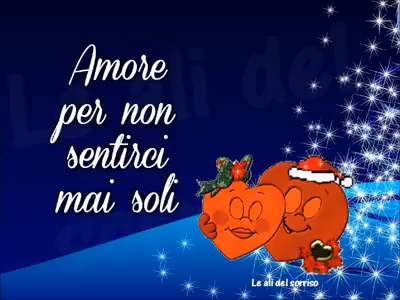 Amore
per non
sentirci
mai soli
Le ali del sorriso